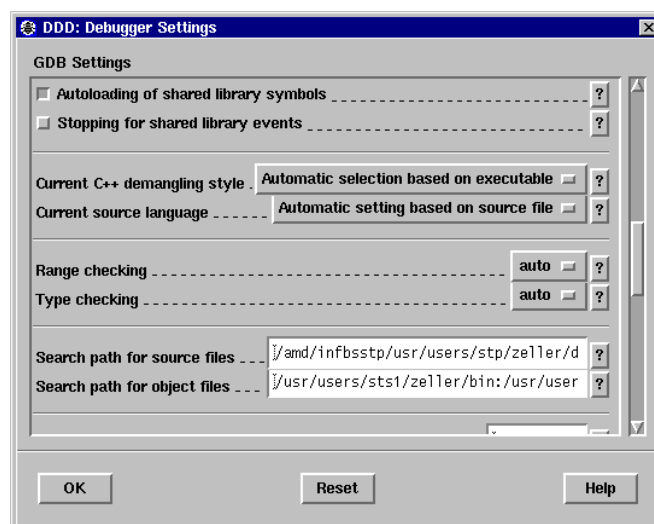 DDD: Debugger Settings
GDB Settings
Autoloading of shared library symbols ?
Stopping for shared library events ?
Current C++ demangling style Automatic selection based on executable ?
Current source language Automatic setting based on source file ?
Range checking auto ?
Type checking auto ?
Search path for source files /amd/infbsstp/usr/users/stp/zeller/d ?
Search path for object files /usr/users/sts1/zeller/bin:/usr/user ?
OK Reset Help